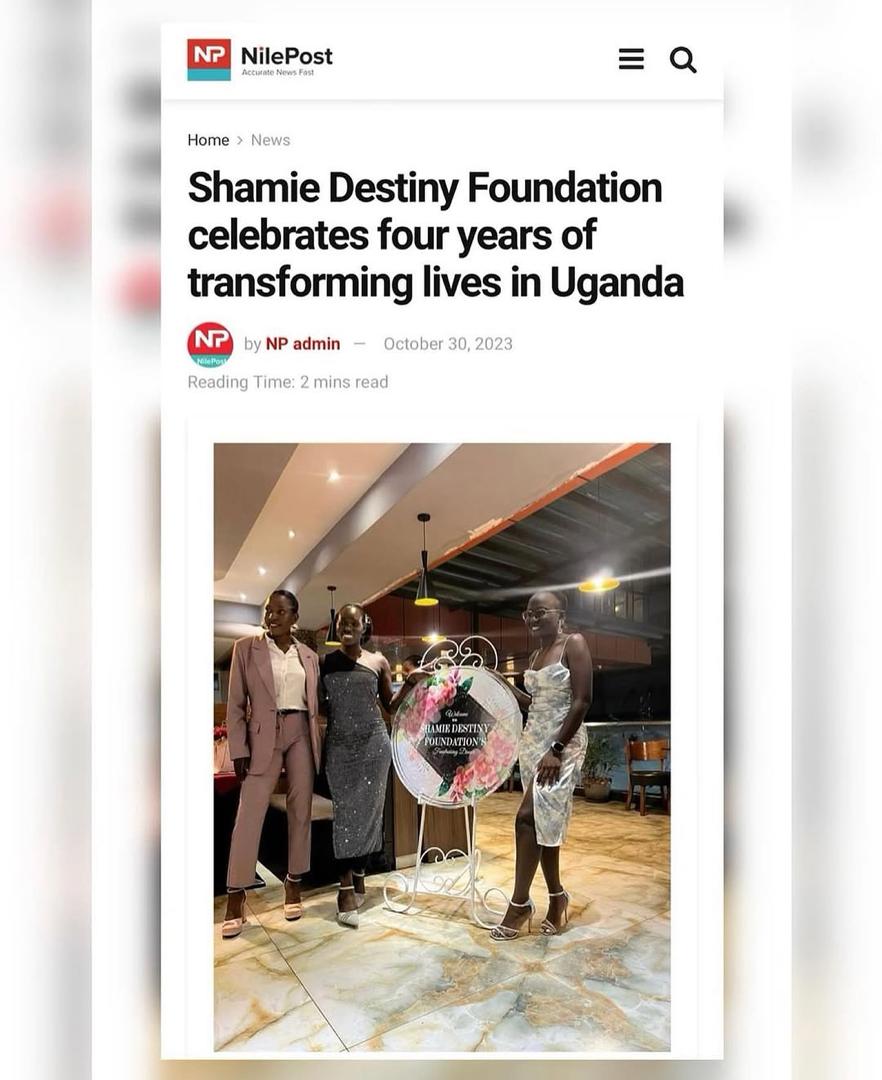 NP NilePost
Accurate News Fast
Home > News
Shamie Destiny Foundation
celebrates four years of
transforming lives in Uganda
NP
NilePost
by NP admin — October 30, 2023
Reading Time: 2 mins read
Welcome
SHAMIE DESTINY
FOUNDATION'S
Fundraising Dinner